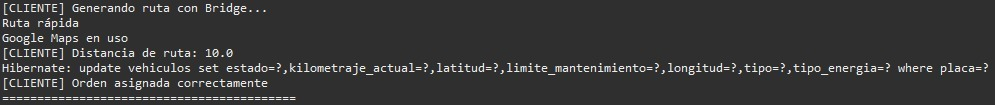 [CLIENTE] Generando ruta con Bridge...
Ruta rápida
Google Maps en uso
[CLIENTE] Distancia de ruta: 10.0
Hibernate: update vehiculos set estado=?,kilometraje_actual=?,latitud=?,limite_mantenimiento=?,longitud=?,tipo=?,tipo_energia=? where placa=?
[CLIENTE] Orden asignada correctamente
==========================================